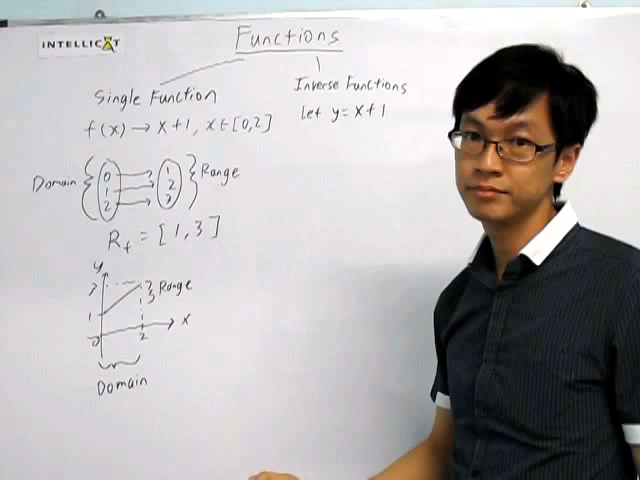 INTELLICAT
Functions
Single Function
f(x) → x+1, x ∈ [0,2]
Domain
0
1
2
1
2
3
Range
R_f = [1,3]
y
3
1
0
2
x
Range
Domain
Inverse Functions
Let y = x+1